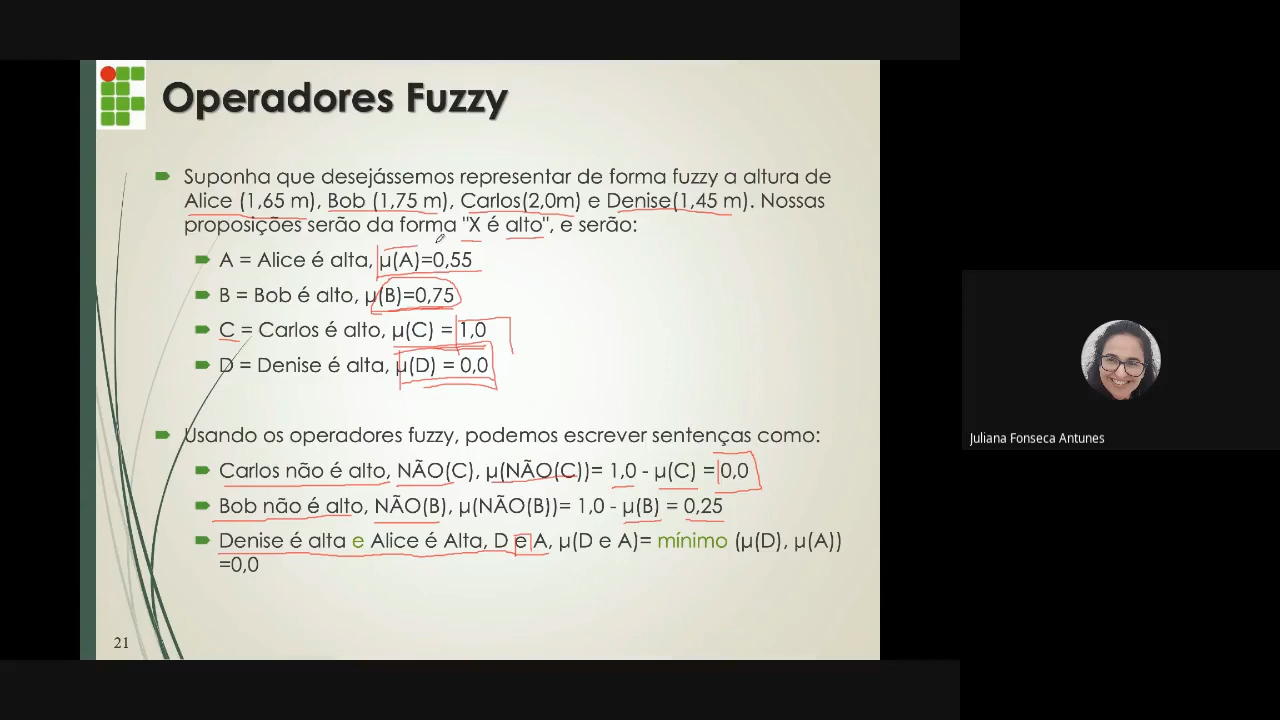 Operadores Fuzzy
Suponha que desejássemos representar de forma fuzzy a altura de
Alice (1,65 m), Bob (1,75 m), Carlos(2,0m) e Denise(1,45 m). Nossas
proposições serão da forma "X é alto", e serão:
A = Alice é alta, µ(A)=0,55
B = Bob é alto, µ(B)=0,75
C = Carlos é alto, µ(C) = 1,0
D = Denise é alta, µ(D) = 0,0
Usando os operadores fuzzy, podemos escrever sentenças como:
Carlos não é alto, NÃO(C), µ(NÃO(C))= 1,0 - µ(C) = 0,0
Bob não é alto, NÃO(B), µ(NÃO(B))= 1,0 - µ(B) = 0,25
Denise é alta e Alice é Alta, D e A, µ(D e A)= mínimo (µ(D), µ(A))
=0,0
21
Juliana Fonseca Antunes